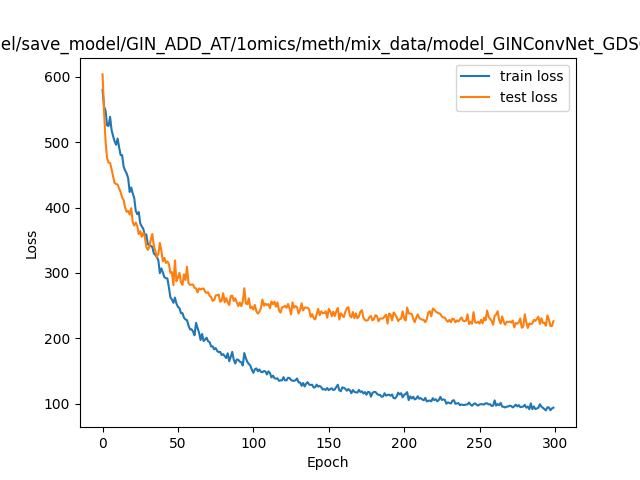 el/save_model/GIN_ADD_AT/1omics/meth/mix_data/model_GINConvNet_GDS
train loss
test loss
600
500
400
300
200
100
Loss
0
50
100
150
200
250
300
Epoch